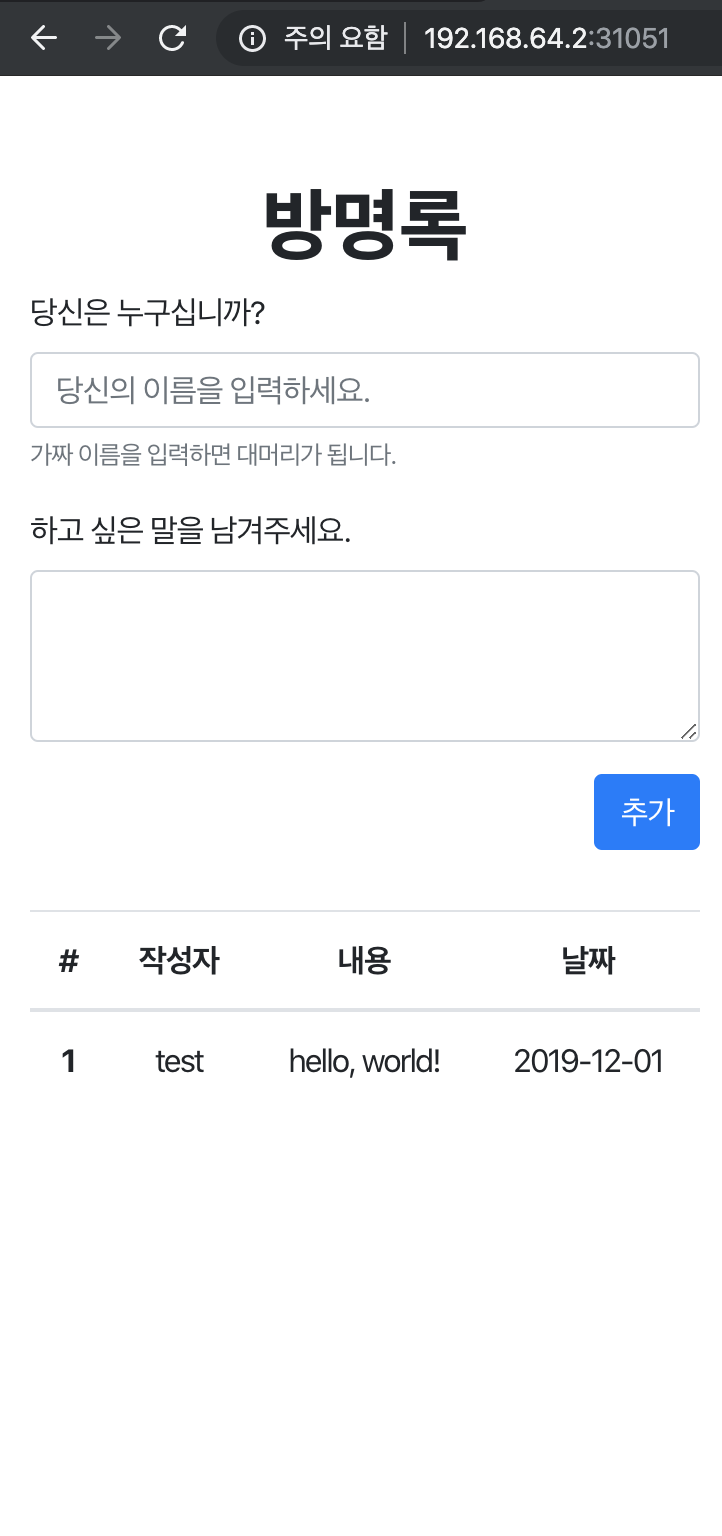 주의 요함 192.168.64.2:31051
방명록
당신은 누구십니까?
당신의 이름을 입력하세요.
가짜 이름을 입력하면 대머리가 됩니다.
하고 싶은 말을 남겨주세요.
추가
# 작성자 내용 날짜
1 test hello, world! 2019-12-01